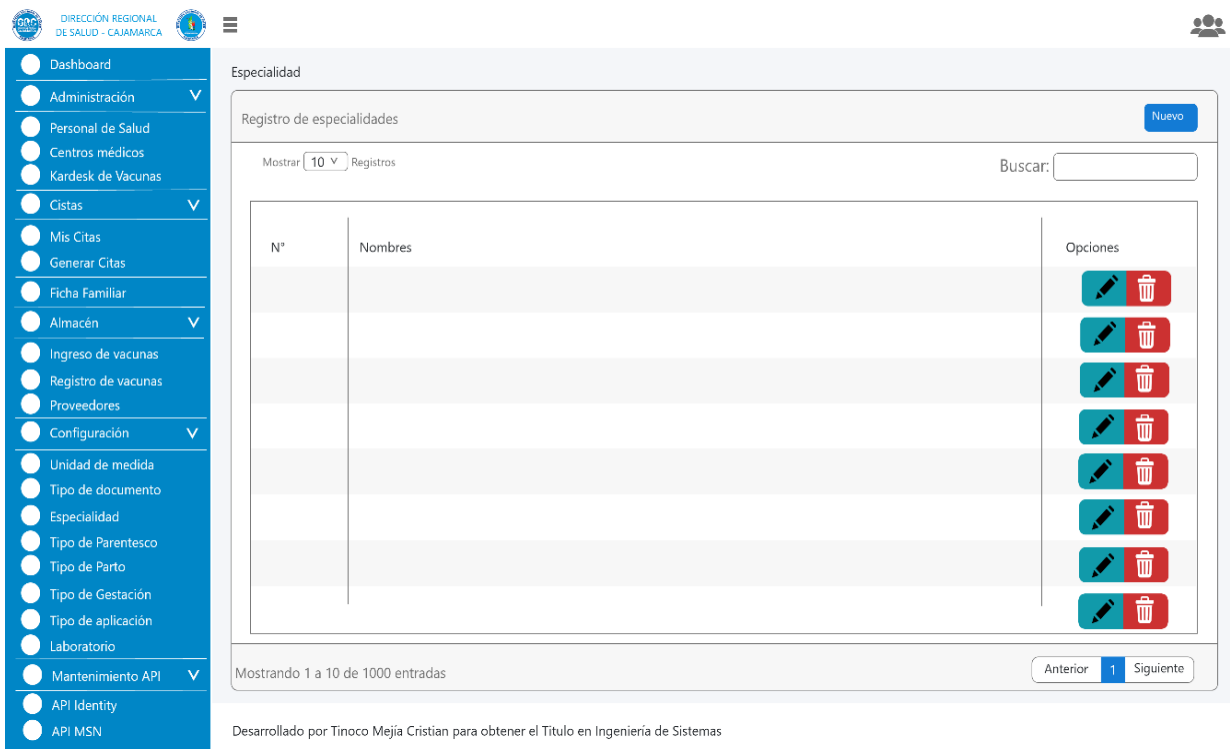 DIRECCIÓN REGIONAL
DE SALUD - CAJAMARCA
Dashboard
Administración
Personal de Salud
Centros médicos
Kardesk de Vacunas
Cistas
Mis Citas
Generar Citas
Ficha Familiar
Almacén
Ingreso de vacunas
Registro de vacunas
Proveedores
Configuración
Unidad de medida
Tipo de documento
Especialidad
Tipo de Parentesco
Tipo de Parto
Tipo de Gestación
Tipo de aplicación
Laboratorio
Mantenimiento API
API Identity
API MSN
Especialidad
Registro de especialidades
Nuevo
Mostrar 10 Registros
Buscar:
N° Nombres Opciones
Mostrando 1 a 10 de 1000 entradas
Anterior 1 Siguiente
Desarrollado por Tinoco Mejía Cristian para obtener el Titulo en Ingeniería de Sistemas